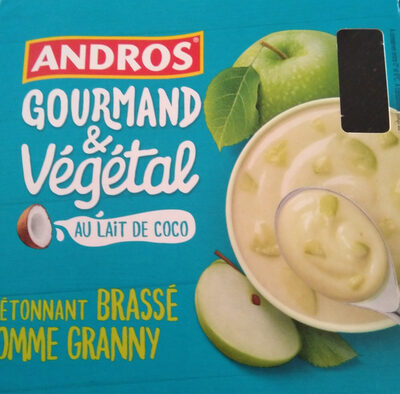 ANDROS
GOURMAND
&
Végétal
AU LAIT DE COCO
ÉTONNANT BRASSÉ
OMME GRANNY